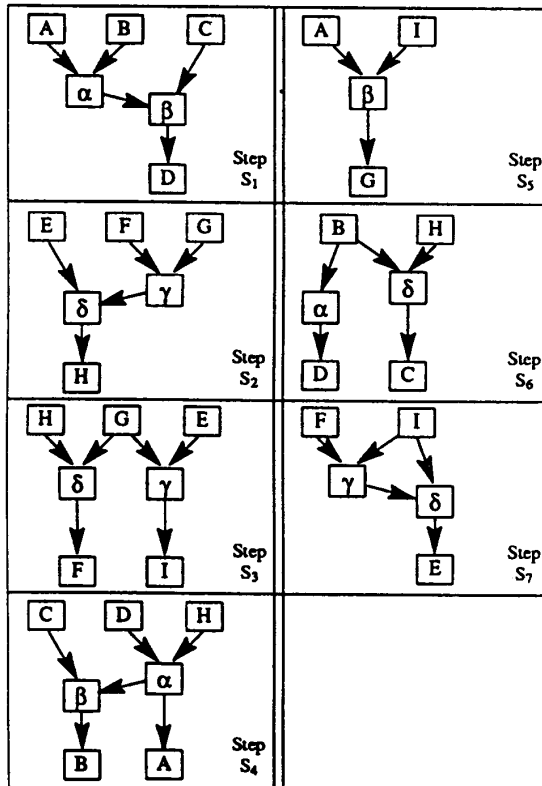 A B C
α
β
D
Step
S1
E F G
δ γ
H
Step
S2
H G E
δ γ
F I
Step
S3
C D H
β α
B A
Step
S4
A I
β
G
Step
S5
B H
α δ
D C
Step
S6
F I
γ δ
E
Step
S7